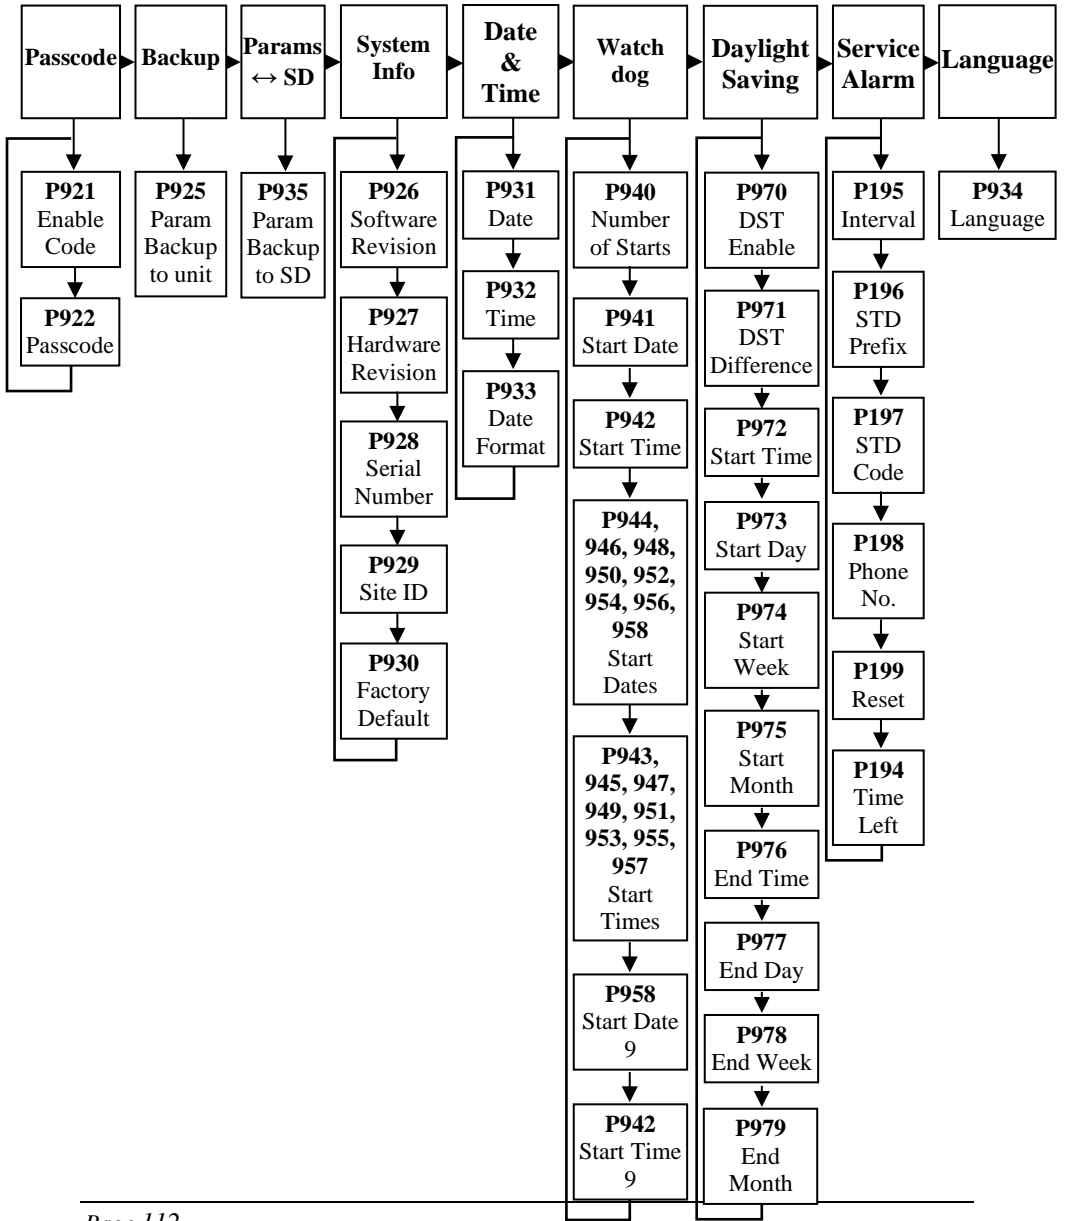 Passcode
Backup
Params
↔ SD
System
Info
Date
&
Time
Watch
dog
Daylight
Saving
Service
Alarm
Language
P921
Enable
Code
P922
Passcode
P925
Param
Backup
to unit
P935
Param
Backup
to SD
P926
Software
Revision
P927
Hardware
Revision
P928
Serial
Number
P929
Site ID
P930
Factory
Default
P931
Date
P932
Time
P933
Date
Format
P940
Number
of Starts
P941
Start Date
P942
Start Time
P944,
946, 948,
950, 952,
954, 956,
958
Start
Dates
P943,
945, 947,
949, 951,
953, 955,
957
Start
Times
P958
Start Date
9
P942
Start Time
9
P970
DST
Enable
P971
DST
Difference
P972
Start Time
P973
Start Day
P974
Start
Week
P975
Start
Month
P976
End Time
P977
End Day
P978
End Week
P979
End
Month
P195
Interval
P196
STD
Prefix
P197
STD
Code
P198
Phone
No.
P199
Reset
P194
Time
Left
P934
Language
Page 112